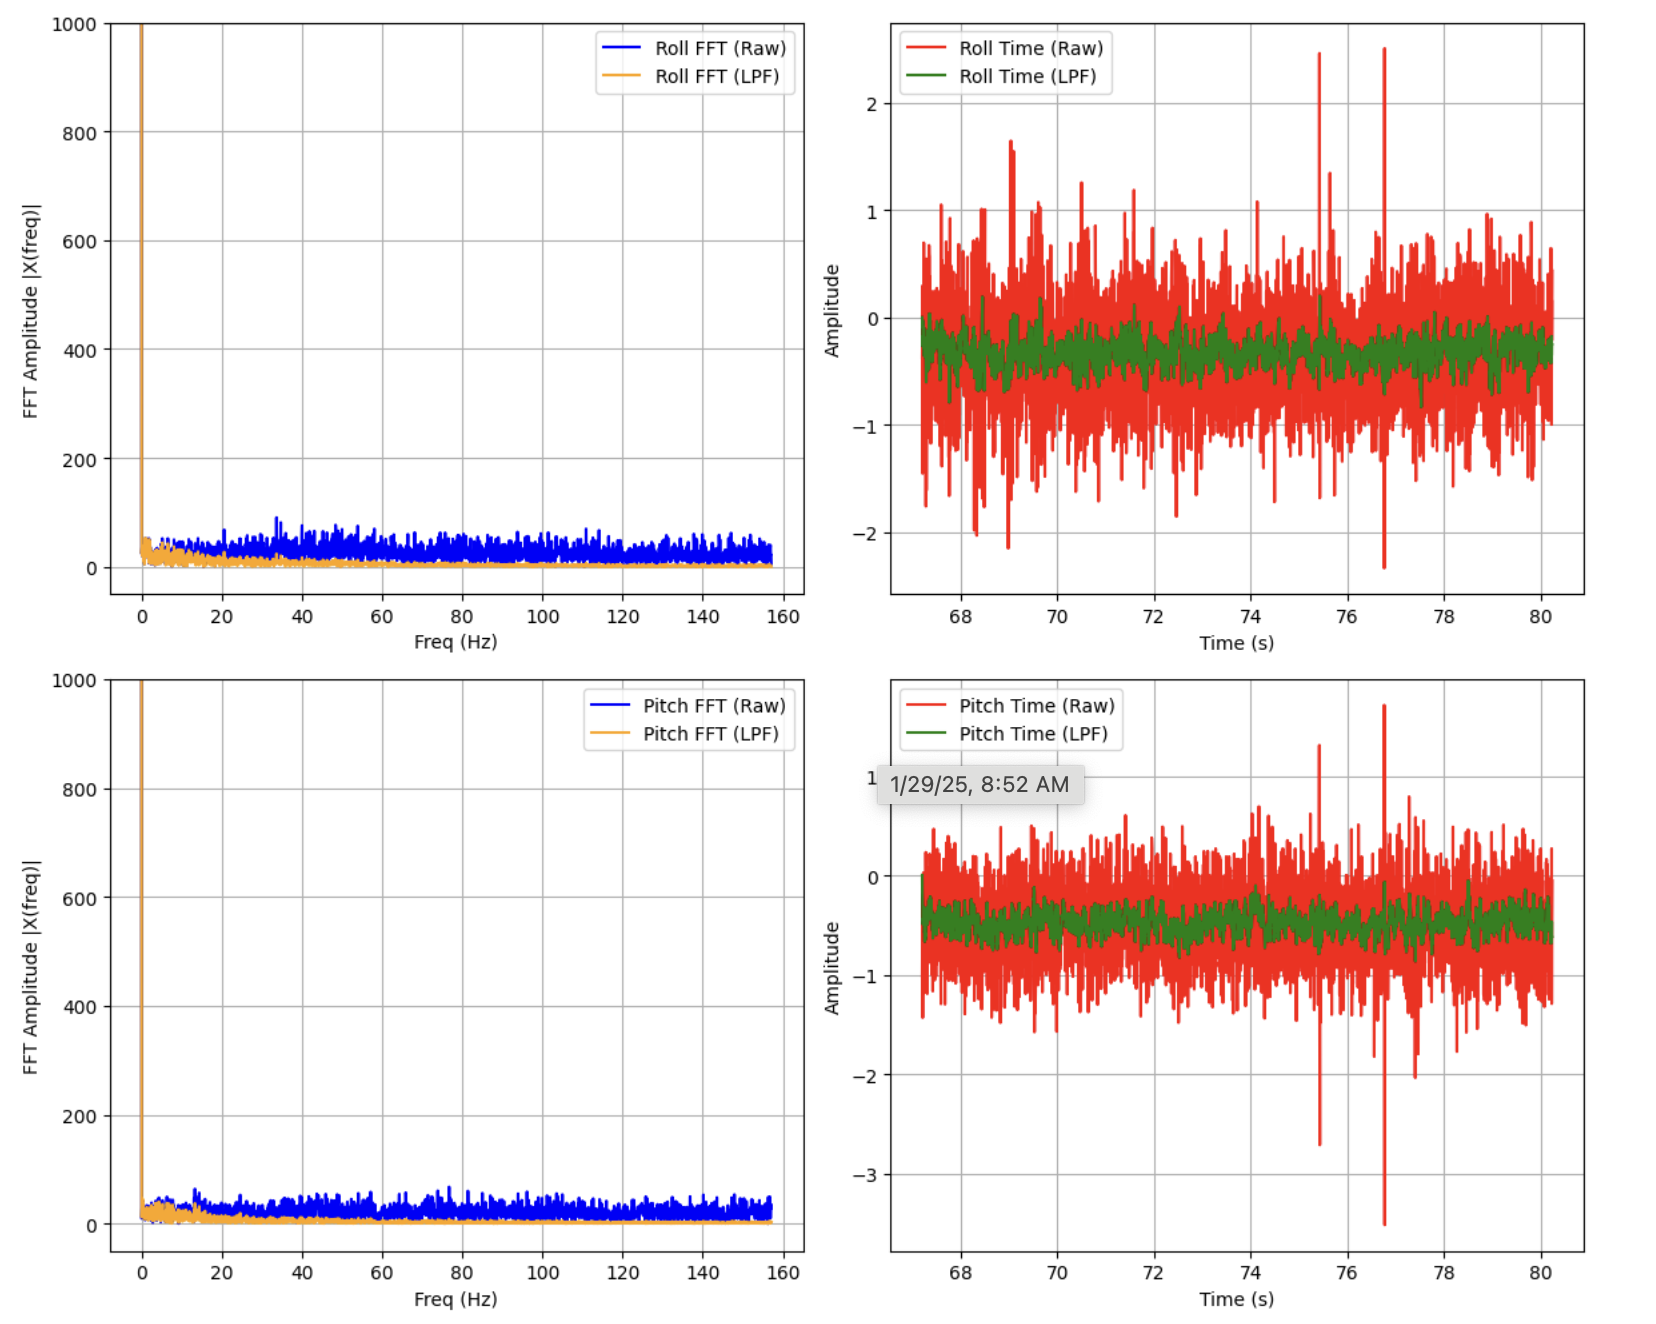 1000
800
600
400
200
0
FFT Amplitude |X(freq)|
Roll FFT (Raw)
Roll FFT (LPF)
0 20 40 60 80 100 120 140 160
Freq (Hz)
2
1
0
−1
−2
Amplitude
Roll Time (Raw)
Roll Time (LPF)
68 70 72 74 76 78 80
Time (s)
1000
800
600
400
200
0
FFT Amplitude |X(freq)|
Pitch FFT (Raw)
Pitch FFT (LPF)
0 20 40 60 80 100 120 140 160
Freq (Hz)
1
0
−1
−2
−3
Amplitude
Pitch Time (Raw)
Pitch Time (LPF)
1/29/25, 8:52 AM
68 70 72 74 76 78 80
Time (s)